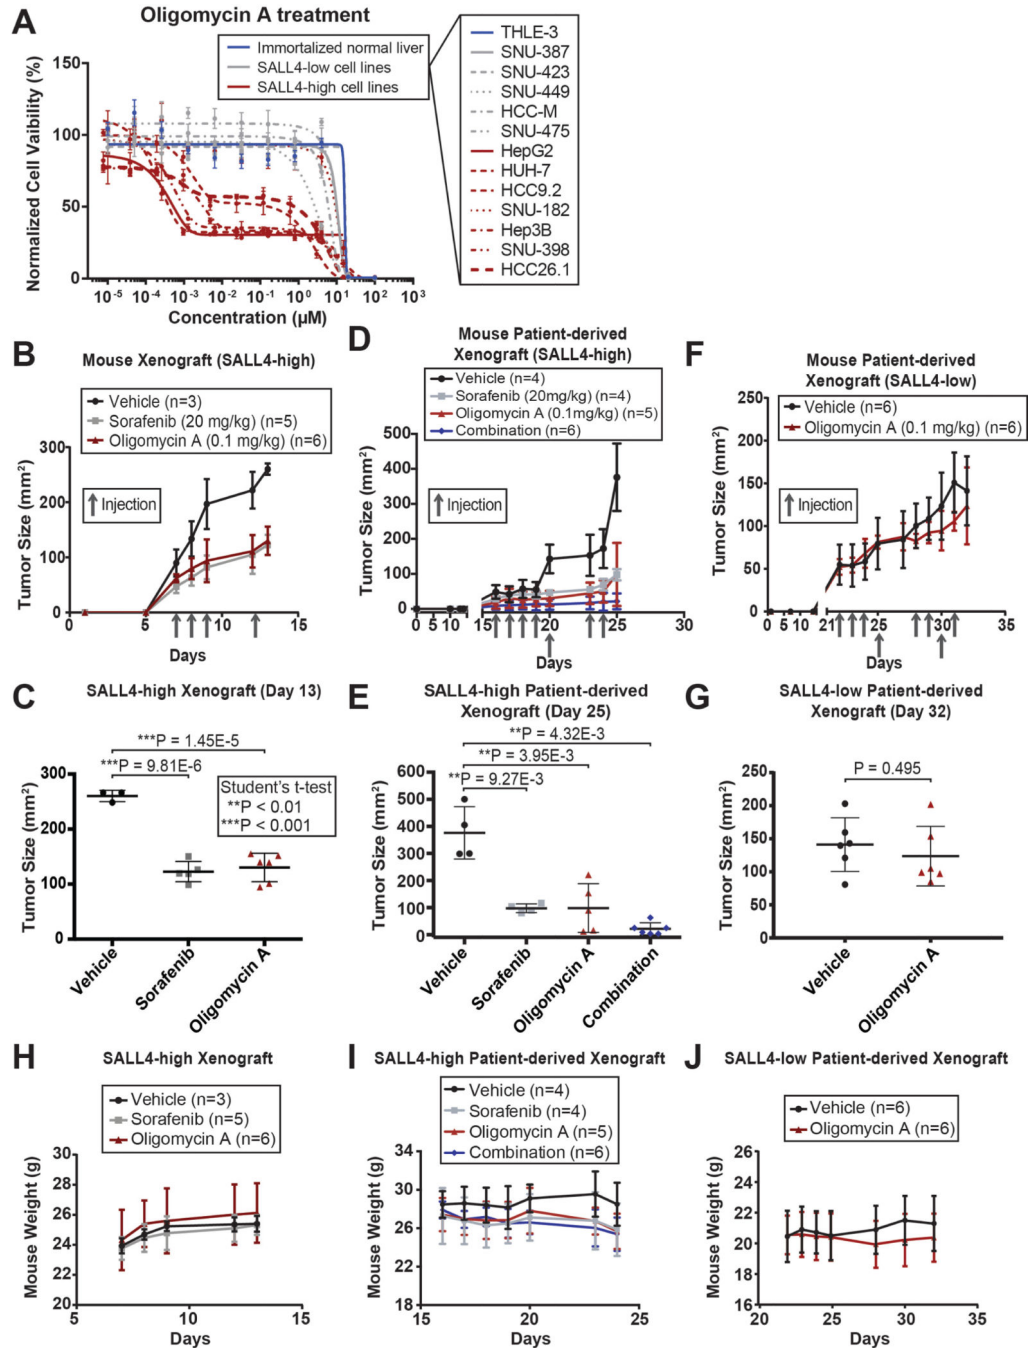 A
Oligomycin A treatment
Immortalized normal liver
SALL4-low cell lines
SALL4-high cell lines
THLE-3
SNU-387
SNU-423
SNU-449
HCC-M
SNU-475
HepG2
HUH-7
HCC9.2
SNU-182
Hep3B
SNU-398
HCC26.1
Normalized Cell Vaibility (%)
150
100
50
0
10-5 10-4 10-3 10-2 10-1 100 101 102 103
Concentration (µM)
B
Mouse Xenograft (SALL4-high)
Vehicle (n=3)
Sorafenib (20 mg/kg) (n=5)
Oligomycin A (0.1 mg/kg) (n=6)
Injection
Tumor Size (mm2)
300
200
100
0
0 5 10 15
Days
D
Mouse Patient-derived
Xenograft (SALL4-high)
Vehicle (n=4)
Sorafenib (20mg/kg) (n=4)
Oligomycin A (0.1mg/kg) (n=5)
Combination (n=6)
Injection
Tumor Size (mm2)
500
400
300
200
100
0
0 5 10 15 20 25 30
Days
F
Mouse Patient-derived
Xenograft (SALL4-low)
Vehicle (n=6)
Oligomycin A (0.1 mg/kg) (n=6)
Injection
Tumor Size (mm2)
250
200
150
100
50
0
0 5 10 21 25 30 35
Days
C
SALL4-high Xenograft (Day 13)
***P = 1.45E-5
***P = 9.81E-6
Student's t-test
**P < 0.01
***P < 0.001
Tumor Size (mm2)
300
200
100
0
Vehicle
Sorafenib
Oligomycin A
E
SALL4-high Patient-derived
Xenograft (Day 25)
**P = 4.32E-3
**P = 3.95E-3
**P = 9.27E-3
Tumor Size (mm2)
600
500
400
300
200
100
0
Vehicle
Sorafenib
Oligomycin A
Combination
G
SALL4-low Patient-derived
Xenograft (Day 32)
P = 0.495
Tumor Size (mm2)
250
200
150
100
50
0
Vehicle
Oligomycin A
H
SALL4-high Xenograft
Vehicle (n=3)
Sorafenib (n=5)
Oligomycin A (n=6)
Mouse Weight (g)
30
28
26
24
22
20
5 10 15
Days
I
SALL4-high Patient-derived Xenograft
Vehicle (n=4)
Sorafenib (n=4)
Oligomycin A (n=5)
Combination (n=6)
Mouse Weight (g)
33
30
27
24
21
18
15 20 25
Days
J
SALL4-low Patient-derived Xenograft
Vehicle (n=6)
Oligomycin A (n=6)
Mouse Weight (g)
26
24
22
20
18
16
20 25 30 35
Days